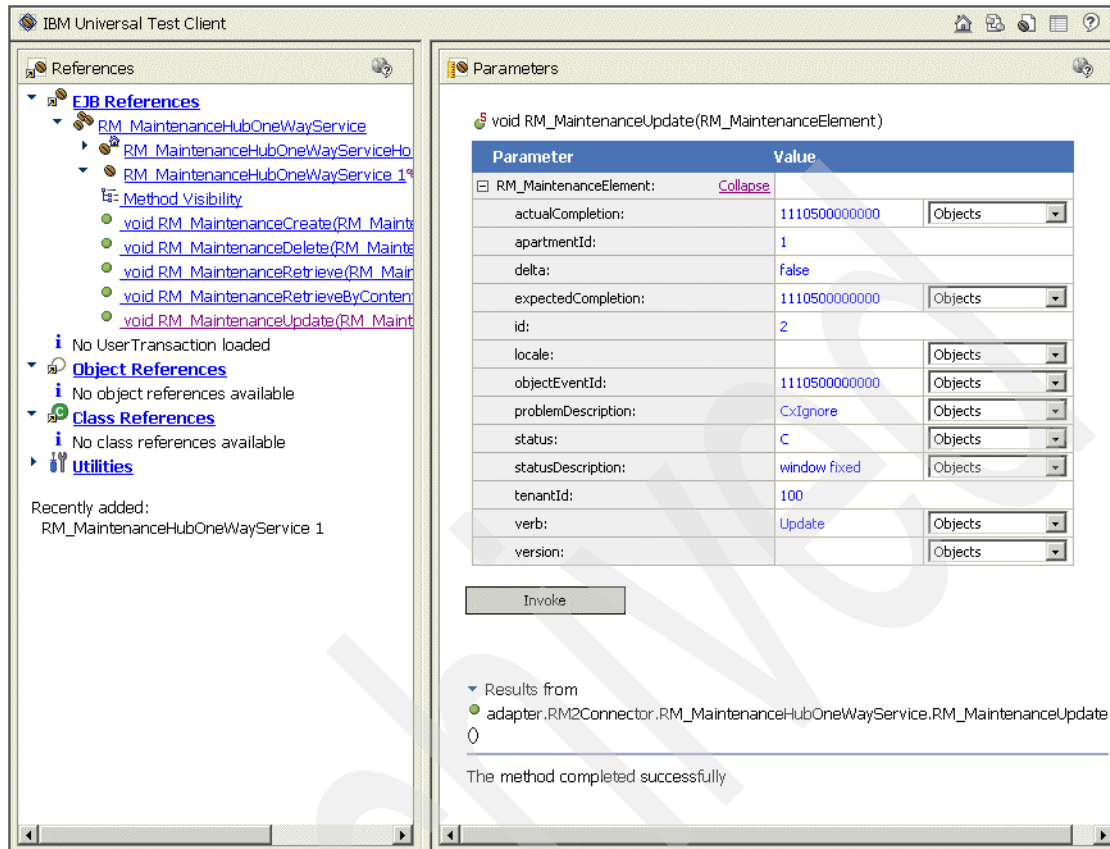 IBM Universal Test Client
References
EJB References
RM_MaintenanceHubOneWayService
RM_MaintenanceHubOneWayServiceHo
RM_MaintenanceHubOneWayService 1
Method Visibility
void RM_MaintenanceCreate(RM_Mainte
void RM_MaintenanceDelete(RM_Mainte
void RM_MaintenanceRetrieve(RM_Main
void RM_MaintenanceRetrieveByConten
void RM_MaintenanceUpdate(RM_Maint
No UserTransaction loaded
Object References
No object references available
Class References
No class references available
Utilities
Recently added:
RM_MaintenanceHubOneWayService 1
Parameters
void RM_MaintenanceUpdate(RM_MaintenanceElement)
Parameter Value
RM_MaintenanceElement: Collapse
actualCompletion: 1110500000000 Objects
apartmentId: 1
delta: false
expectedCompletion: 1110500000000 Objects
id: 2
locale: Objects
objectEventId: 1110500000000 Objects
problemDescription: CxIgnore Objects
status: C Objects
statusDescription: window fixed Objects
tenantId: 100
verb: Update Objects
version: Objects
Invoke
Results from
adapter.RM2Connector.RM_MaintenanceHubOneWayService.RM_MaintenanceUpdate
()
The method completed successfully